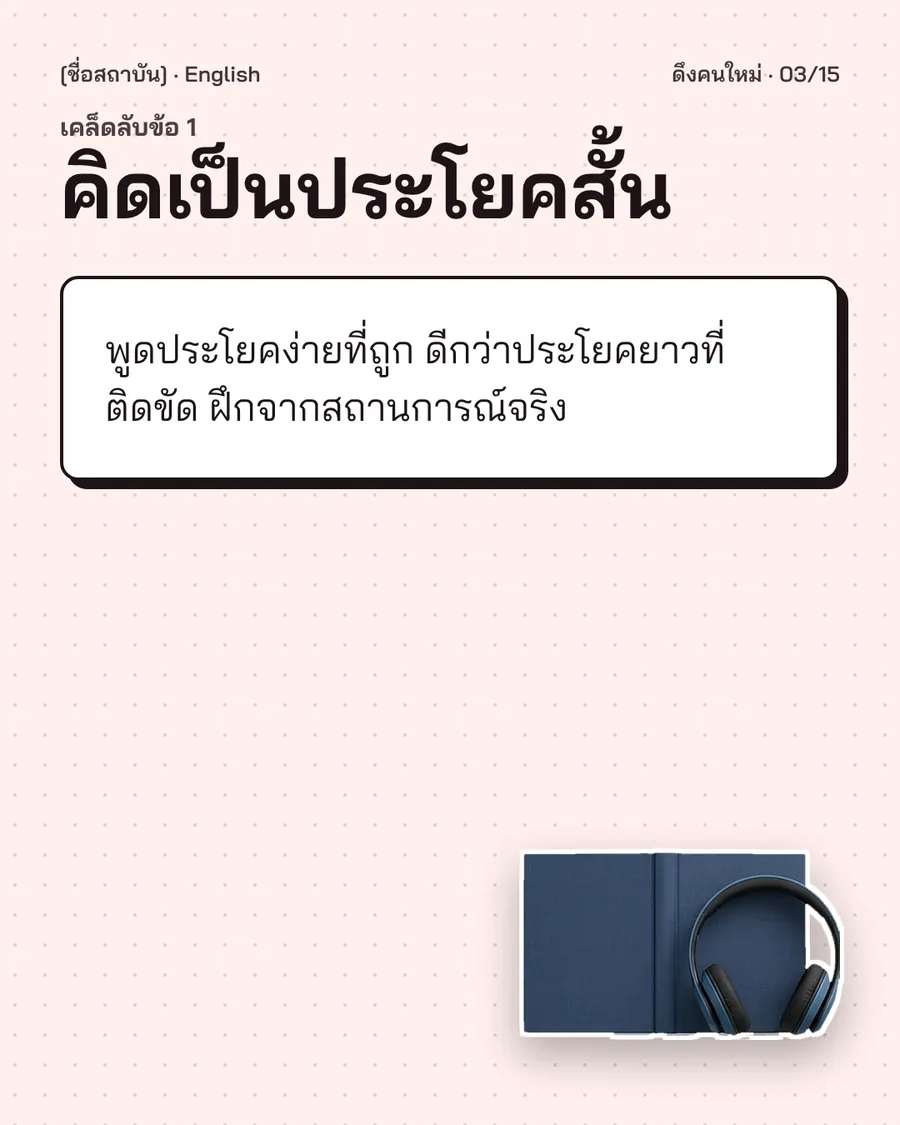 (ชื่อสถาบัน) · English
ดึงคนใหม่ · 03/15
เคล็ดลับข้อ 1
คิดเป็นประโยคสั้น
พูดประโยคง่ายที่ถูก ดีกว่าประโยคยาวที่
ติดขัด ฝึกจากสถานการณ์จริง